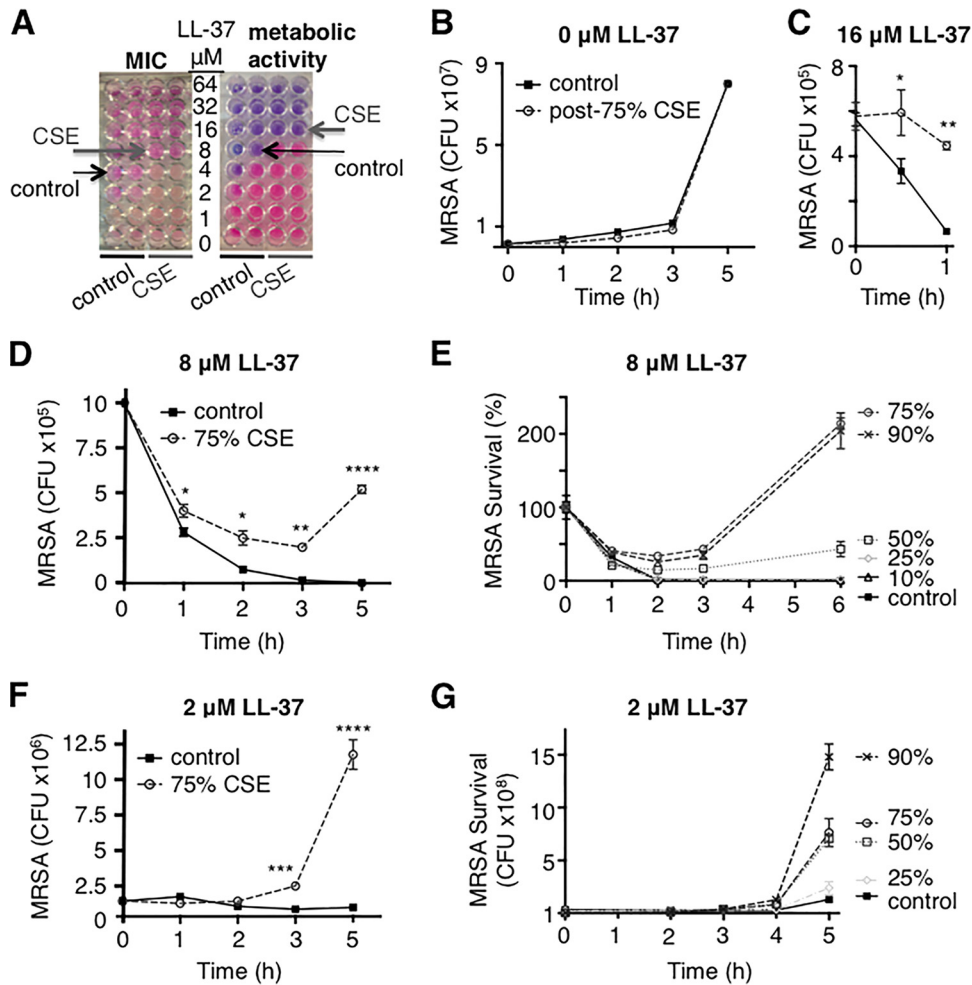 A
MIC
LL-37
µM
metabolic
activity
64
32
16
8
4
2
1
0
CSE
control
CSE
control
control
CSE
control
CSE
B
0 µM LL-37
MRSA (CFU x10⁷)
9
5
1
control
post-75% CSE
0 1 2 3 5
Time (h)
C
16 µM LL-37
MRSA (CFU x10⁵)
8
4
0
*
**
0 1
Time (h)
D
8 µM LL-37
MRSA (CFU x10⁵)
10
7.5
5
2.5
0
control
75% CSE
*
*
**
****
0 1 2 3 5
Time (h)
E
8 µM LL-37
MRSA Survival (%)
200
100
0
75%
90%
50%
25%
10%
control
0 1 2 3 4 5 6
Time (h)
F
2 µM LL-37
MRSA (CFU x10⁶)
12.5
10
5
2.5
0
control
75% CSE
***
****
0 1 2 3 5
Time (h)
G
2 µM LL-37
MRSA Survival
(CFU x10⁸)
15
10
5
1
90%
75%
50%
25%
control
0 1 2 3 4 5
Time (h)